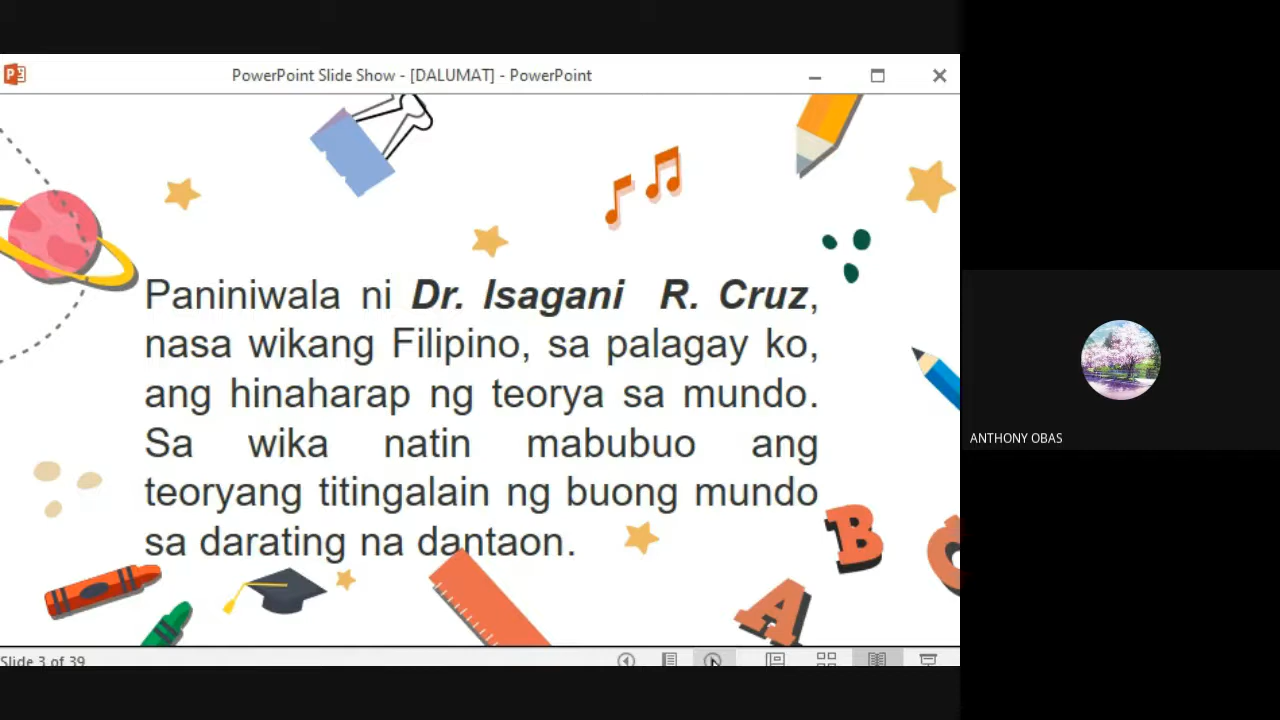 PowerPoint Slide Show - [DALUMAT] - PowerPoint
Paniniwala ni Dr. Isagani R. Cruz,
nasa wikang Filipino, sa palagay ko,
ang hinaharap ng teorya sa mundo.
Sa wika natin mabubuo ang
teoryang titingalain ng buong mundo
sa darating na dantaon.
B
A
ANTHONY OBAS
Slide 3 of 39